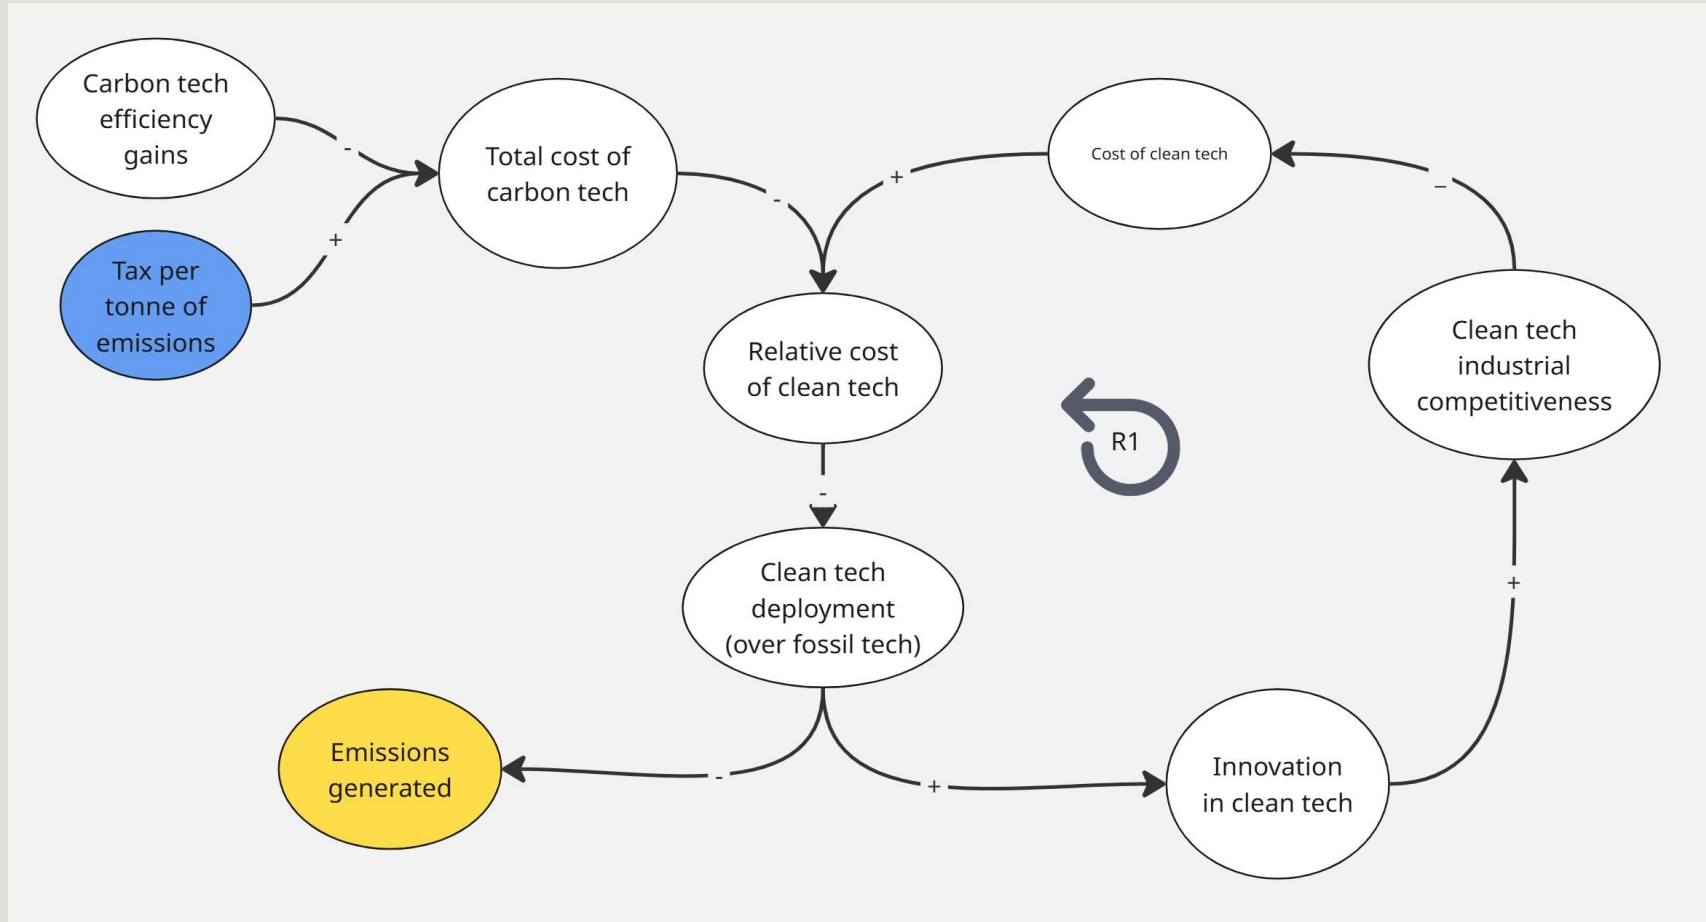 Carbon tech
efficiency
gains
-
Tax per
tonne of
emissions
+
Total cost of
carbon tech
-
+
Cost of clean tech
–
Relative cost
of clean tech
-
R1
Clean tech
industrial
competitiveness
+
Clean tech
deployment
(over fossil tech)
-
+
Emissions
generated
Innovation
in clean tech